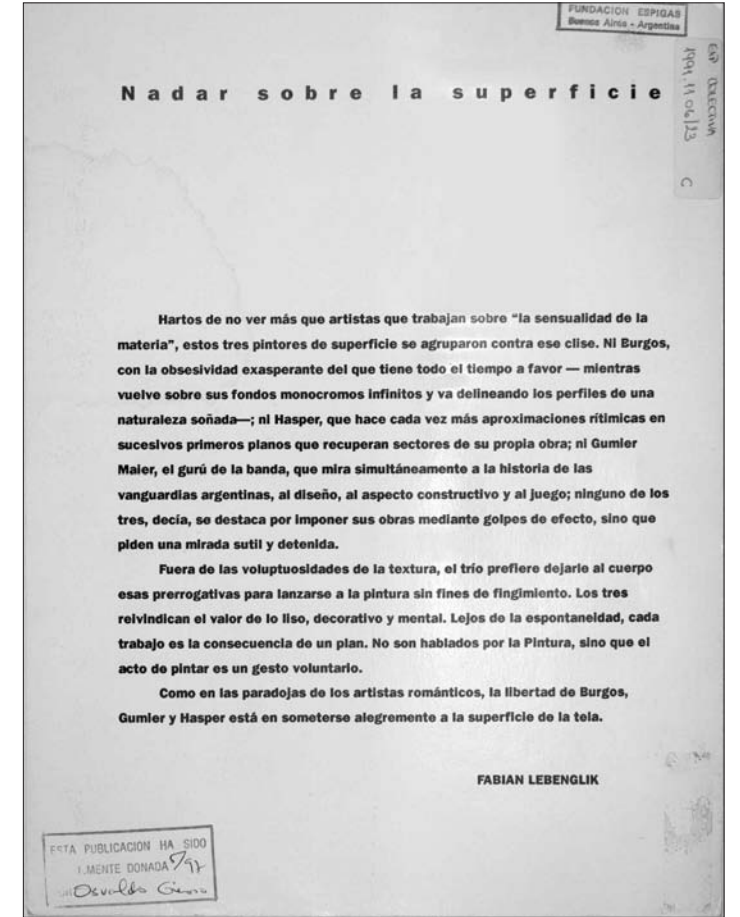 FUNDACION ESPIGAS
Buenos Aires - Argentina
1991.11.06/23
C
Nadar sobre la superficie
Hartos de no ver más que artistas que trabajan sobre "la sensualidad de la
materia", estos tres pintores de superficie se agruparon contra ese clise. Ni Burgos,
con la obsesividad exasperante del que tiene todo el tiempo a favor — mientras
vuelve sobre sus fondos monocromos infinitos y va delineando los perfiles de una
naturaleza soñada—; ni Hasper, que hace cada vez más aproximaciones rítimicas en
sucesivos primeros planos que recuperan sectores de su propia obra; ni Gumier
Maier, el gurú de la banda, que mira simultáneamente a la historia de las
vanguardias argentinas, al diseño, al aspecto constructivo y al juego; ninguno de los
tres, decía, se destaca por imponer sus obras mediante golpes de efecto, sino que
piden una mirada sutil y detenida.
Fuera de las voluptuosidades de la textura, el trío prefiere dejarle al cuerpo
esas prerrogativas para lanzarse a la pintura sin fines de fingimiento. Los tres
reivindican el valor de lo liso, decorativo y mental. Lejos de la espontaneidad, cada
trabajo es la consecuencia de un plan. No son hablados por la Pintura, sino que el
acto de pintar es un gesto voluntario.
Como en las paradojas de los artistas románticos, la libertad de Burgos,
Gumier y Hasper está en someterse alegremente a la superficie de la tela.
FABIAN LEBENGLIK
ESTA PUBLICACION HA SIDO
MENTE DONADA
Osvaldo